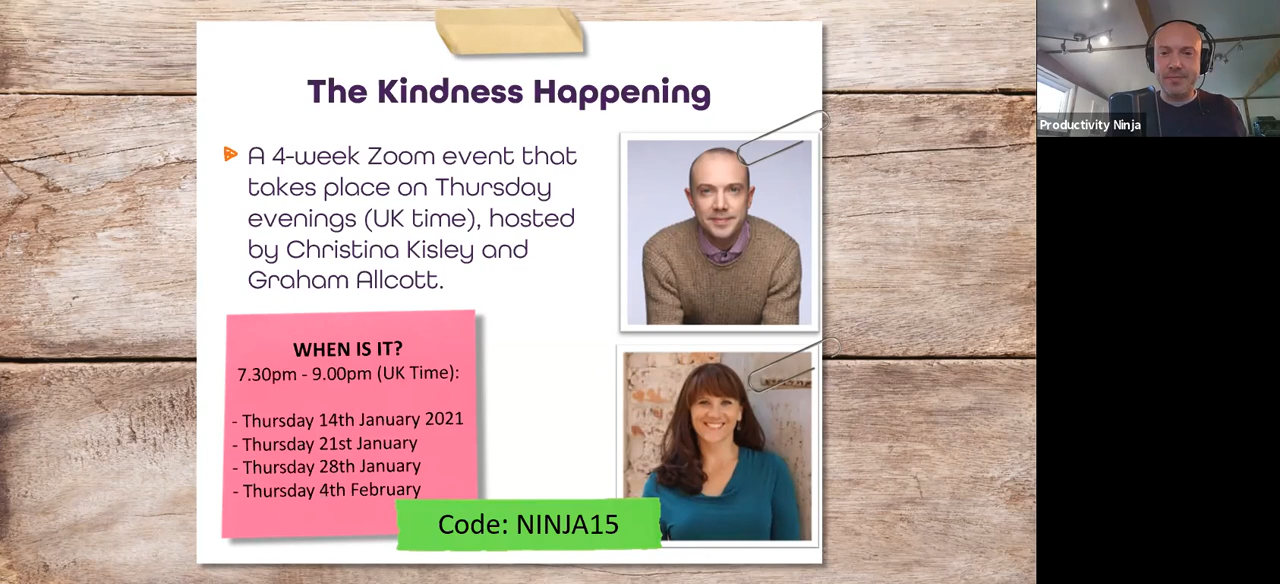 The Kindness Happening
A 4-week Zoom event that
takes place on Thursday
evenings (UK time), hosted
by Christina Kisley and
Graham Allcott.
WHEN IS IT?
7.30pm - 9.00pm (UK Time):
- Thursday 14th January 2021
- Thursday 21st January
- Thursday 28th January
- Thursday 4th February
Code: NINJA15
Productivity Ninja